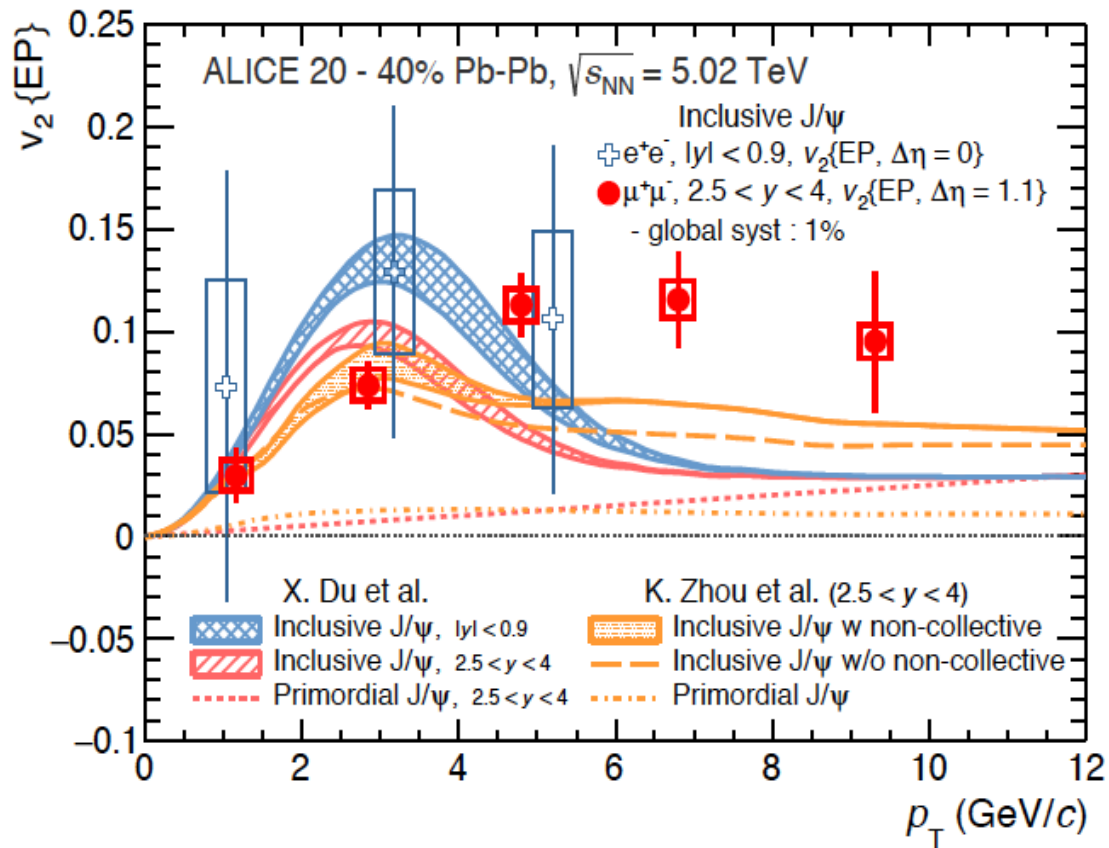 0.25
0.2
0.15
0.1
0.05
0
−0.05
−0.1
v2 {EP}
ALICE 20 - 40% Pb-Pb, √sNN = 5.02 TeV
Inclusive J/ψ
e+e-, |y| < 0.9, v2{EP, Δη = 0}
μ+μ-, 2.5 < y < 4, v2{EP, Δη = 1.1}
- global syst : 1%
X. Du et al.
Inclusive J/ψ, |y| < 0.9
Inclusive J/ψ, 2.5 < y < 4
Primordial J/ψ, 2.5 < y < 4
K. Zhou et al. (2.5 < y < 4)
Inclusive J/ψ w non-collective
Inclusive J/ψ w/o non-collective
Primordial J/ψ
0 2 4 6 8 10 12
pT (GeV/c)